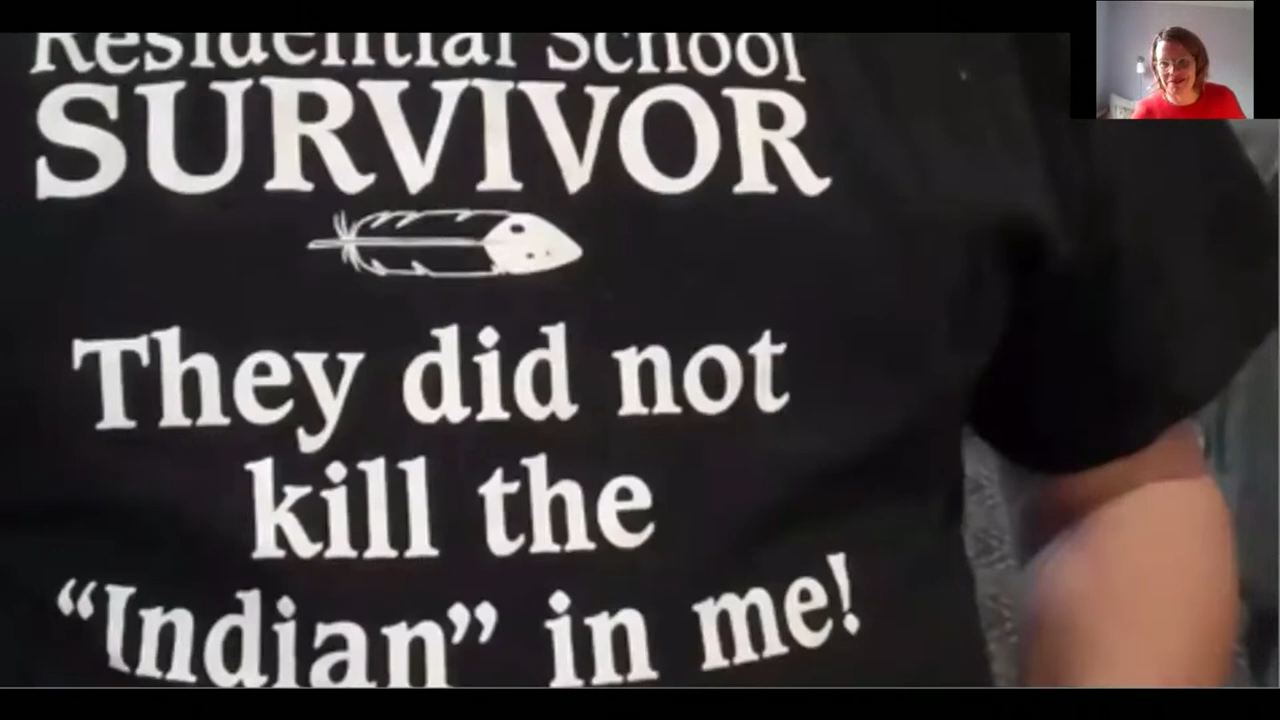 Residential School
SURVIVOR
They did not
kill the
“Indian” in me!